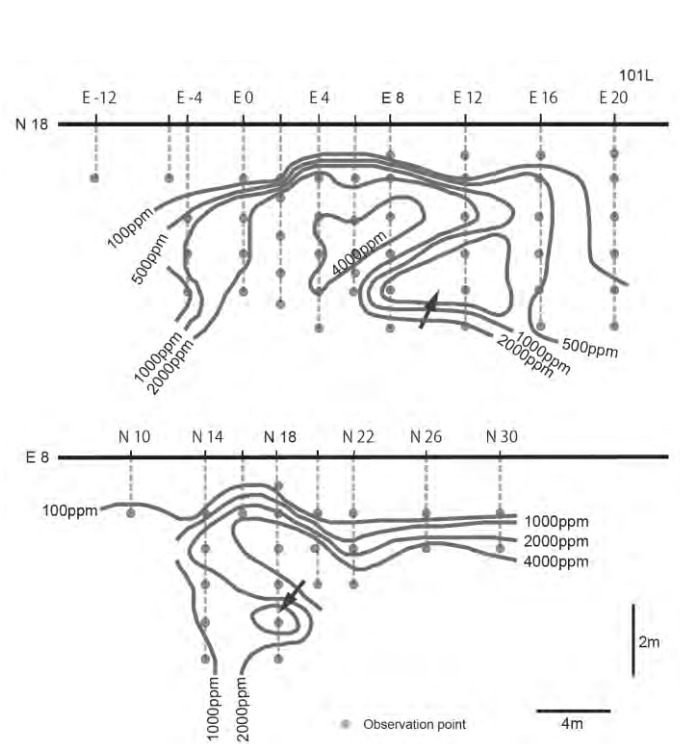 101L
E -12 E -4 E 0 E 4 E 8 E 12 E 16 E 20
N 18
100ppm
500ppm
4000ppm
1000ppm
2000ppm
1000ppm
2000ppm
500ppm
N 10 N 14 N 18 N 22 N 26 N 30
E 8
100ppm
1000ppm
2000ppm
4000ppm
2m
1000ppm
2000ppm
Observation point
4m